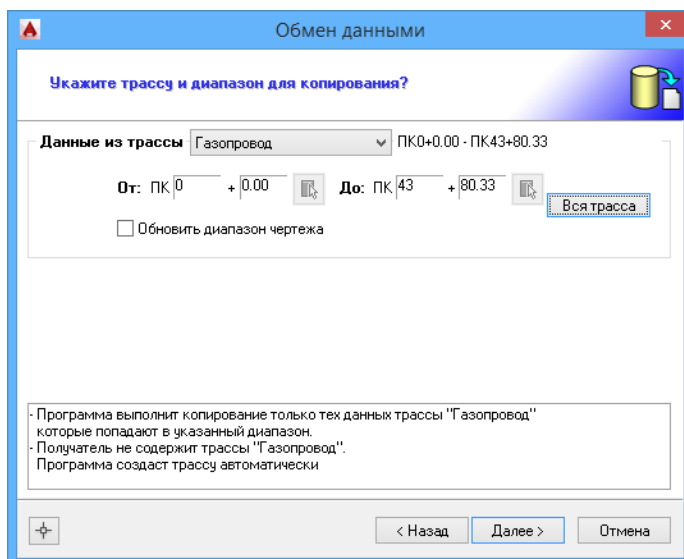 Обмен данными
Укажите трассу и диапазон для копирования?
Данные из трассы Газопровод ПК0+0.00 - ПК43+80.33
От: ПК 0 + 0.00 До: ПК 43 + 80.33
Вся трасса
Обновить диапазон чертежа
- Программа выполнит копирование только тех данных трассы "Газопровод"
которые попадают в указанный диапазон.
- Получатель не содержит трассы "Газопровод".
Программа создаст трассу автоматически
< Назад Далее > Отмена